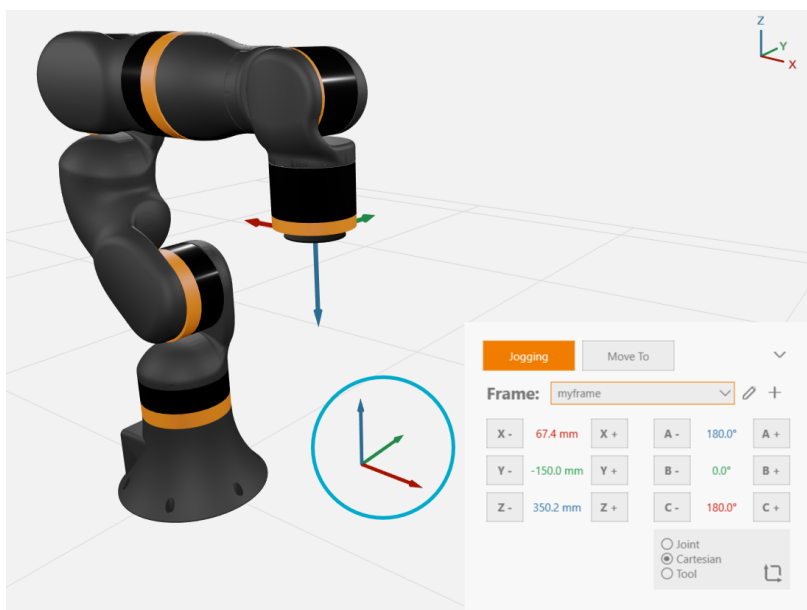 Z
Y
X
Jogging Move To
Frame: myframe
X - 67.4 mm X + A - 180.0° A +
Y - -150.0 mm Y + B - 0.0° B +
Z - 350.2 mm Z + C - 180.0° C +
Joint
Cartesian
Tool